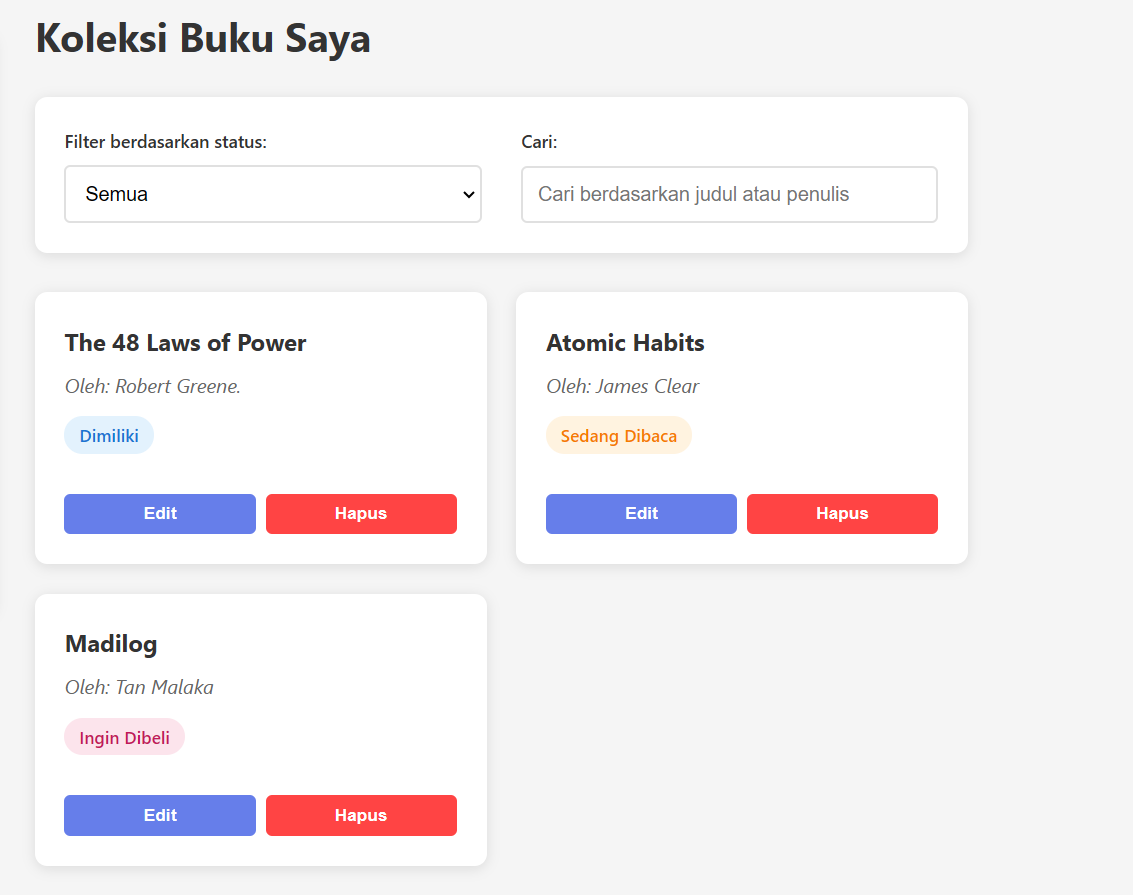 Koleksi Buku Saya
Filter berdasarkan status:
Semua
Cari:
Cari berdasarkan judul atau penulis
The 48 Laws of Power
Oleh: Robert Greene.
Dimiliki
Edit
Hapus
Atomic Habits
Oleh: James Clear
Sedang Dibaca
Edit
Hapus
Madilog
Oleh: Tan Malaka
Ingin Dibeli
Edit
Hapus